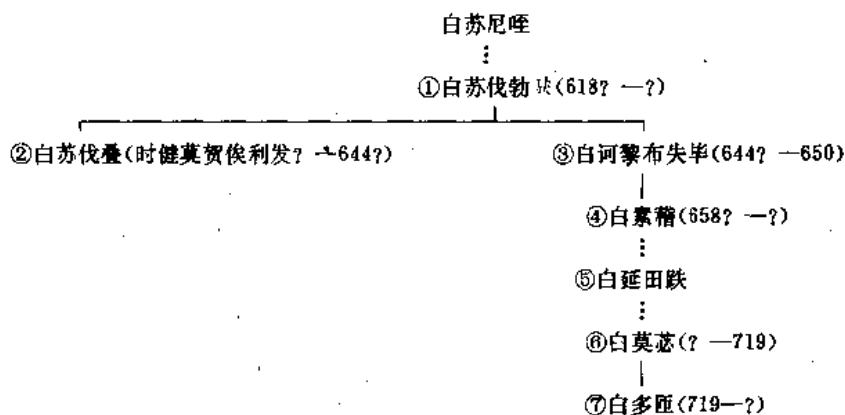 白苏尼咥
①白苏伐勃𫘝(618? —?)
②白苏伐叠(时健莫贺俟利发? —644?)
③白诃黎布失毕(644? —650)
④白素稽(658? —?)
⑤白延田跌
⑥白莫苾(? —719)
⑦白多匝(719—?)